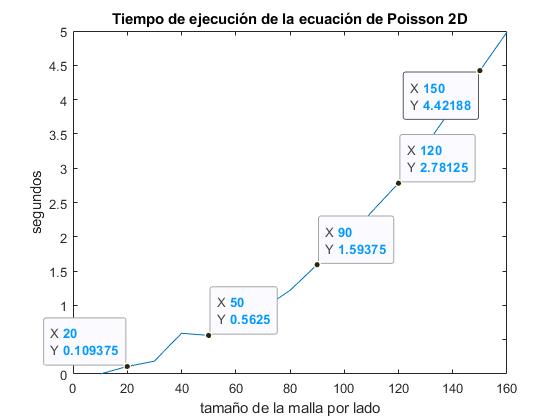 Tiempo de ejecución de la ecuación de Poisson 2D
5
4.5
4
3.5
3
2.5
2
1.5
1
0
X 150
Y 4.42188
X 120
Y 2.78125
X 90
Y 1.59375
X 50
Y 0.5625
X 20
Y 0.109375
segundos
0 20 40 60 80 100 120 140 160
tamaño de la malla por lado